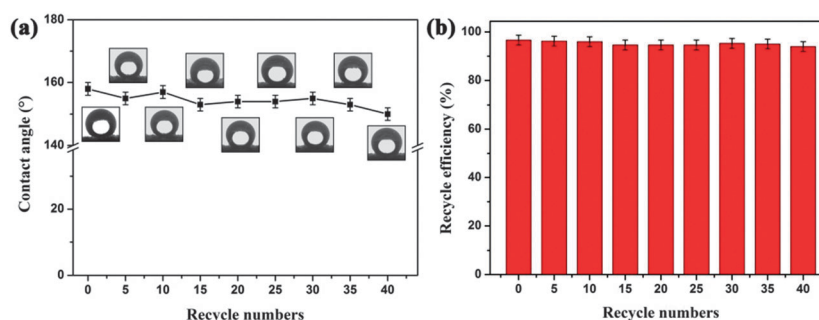 (a)
Contact angle (°)
180
160
140
20
0
0 5 10 15 20 25 30 35 40
Recycle numbers
(b)
Recycle efficiency (%)
100
80
60
40
20
0
0 5 10 15 20 25 30 35 40
Recycle numbers